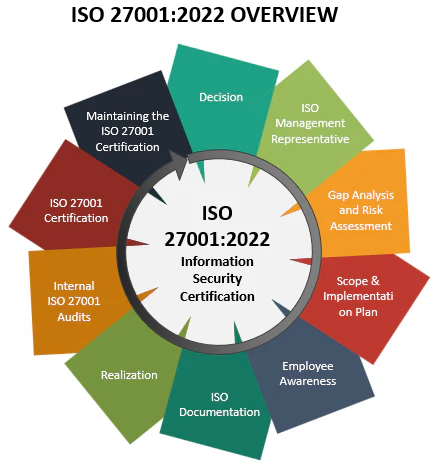 ISO 27001:2022 OVERVIEW
Decision
ISO
Management
Representative
Gap Analysis
and Risk
Assessment
Scope &
Implementati
on Plan
Employee
Awareness
ISO
Documentation
Realization
Internal
ISO 27001
Audits
ISO 27001
Certification
Maintaining the
ISO 27001
Certification
ISO
27001:2022
Information
Security
Certification